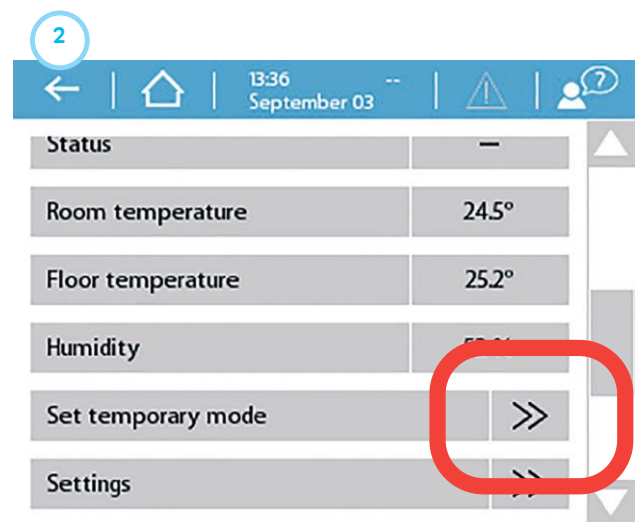 2
13:36 --
September 03
?
Status –
Room temperature 24.5°
Floor temperature 25.2°
Humidity
Set temporary mode >>
Settings >>